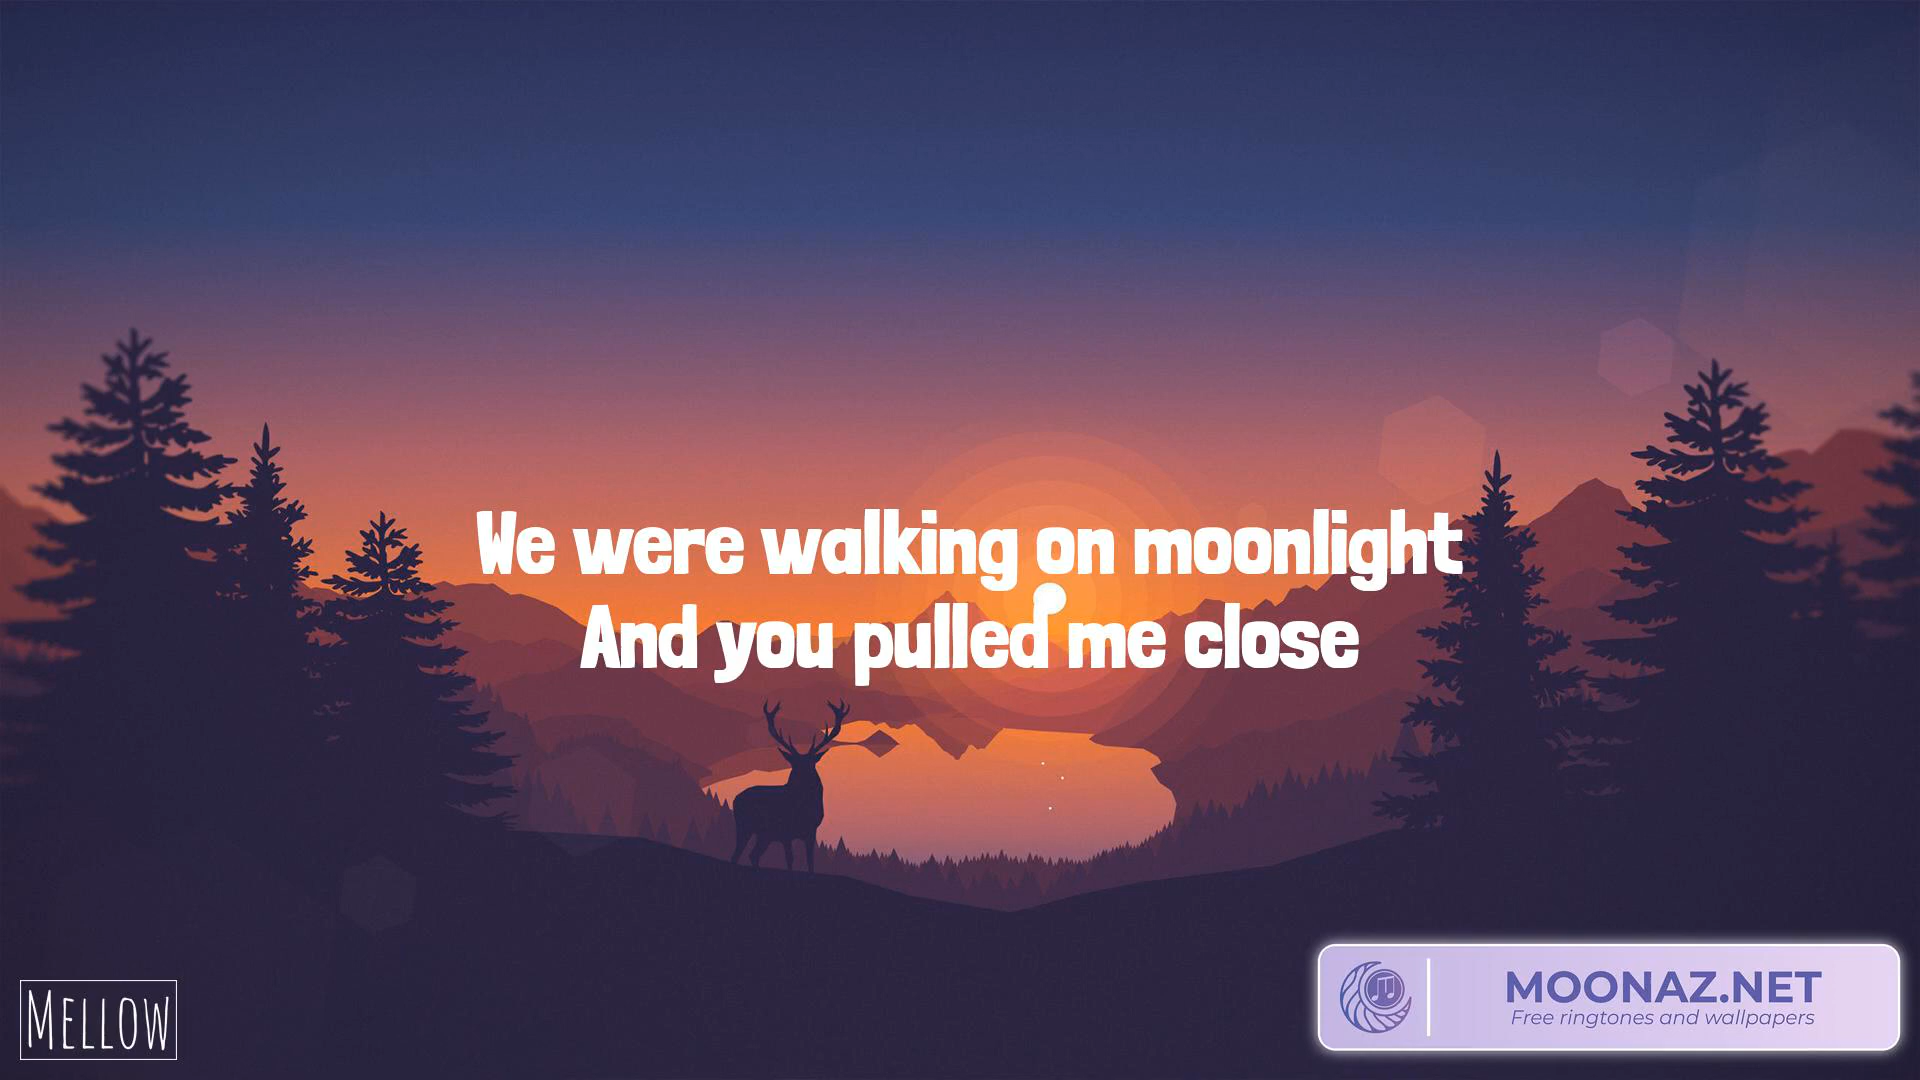 We were walking on moonlight
And you pulled me close
MELLOW
MOONAZ.NET
Free ringtones and wallpapers